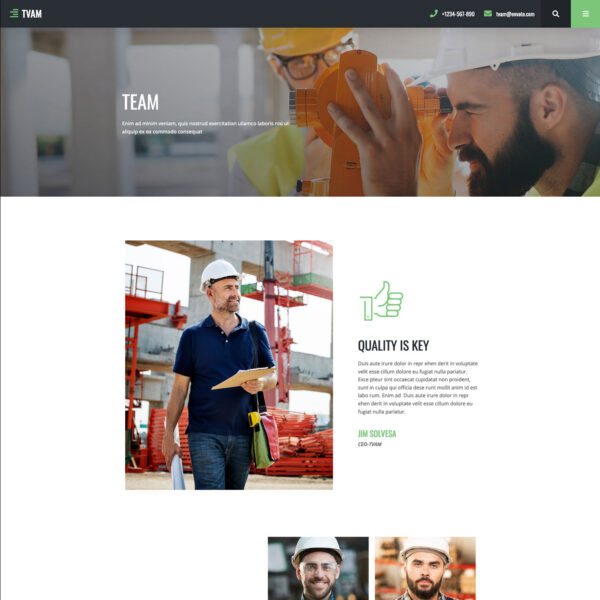 TVAM
+1234-567-890
tvam@envato.com
TEAM
Enim ad minim veniam, quis nostrud exercitation ullamco laboris nisi ut
aliquip ex ea commodo consequat
QUALITY IS KEY
Duis aute irure dolor in repr ehen derit in voluptate
velit esse cillum dolore eu fugiat nulla pariatur.
Exce pteur sint occaecat cupidatat non proident,
sunt in culpa qui officia dese runt mollit anim id est
labo rum. Enim ad. Duis aute irure dolor in repr
ehen derit in voluptate velit esse cillum dolore eu
fugiat nulla pariatur.
JIM SOLVESA
CEO-TVAM